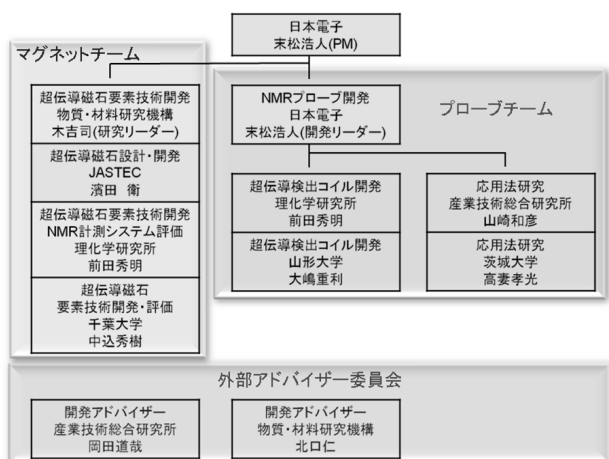 日本電子
末松浩人(PM)
マグネットチーム
超伝導磁石要素技術開発
物質・材料研究機構
木吉司(研究リーダー)
超伝導磁石設計・開発
JASTEC
濱田 衛
超伝導磁石要素技術開発
NMR計測システム評価
理化学研究所
前田秀明
超伝導磁石
要素技術開発・評価
千葉大学
中込秀樹
プローブチーム
NMRプローブ開発
日本電子
末松浩人(開発リーダー)
超伝導検出コイル開発
理化学研究所
前田秀明
超伝導検出コイル開発
山形大学
大嶋重利
応用法研究
産業技術総合研究所
山崎和彦
応用法研究
茨城大学
高妻孝光
外部アドバイザー委員会
開発アドバイザー
産業技術総合研究所
岡田道哉
開発アドバイザー
物質・材料研究機構
北口仁